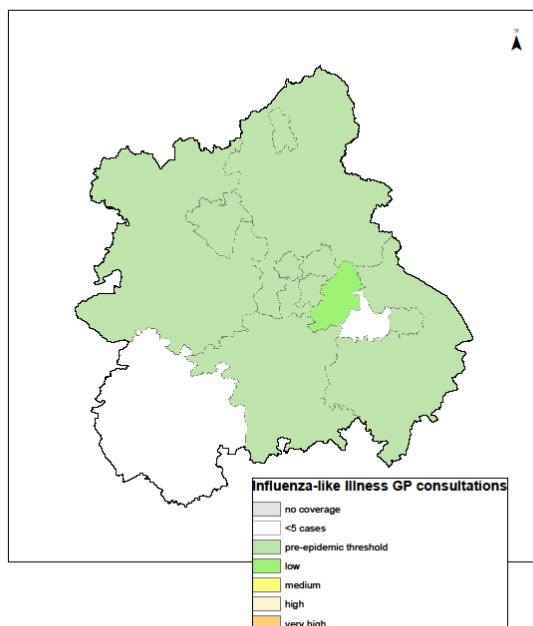 N
Influenza-like Illness GP consultations
no coverage
<5 cases
pre-epidemic threshold
low
medium
high
very high